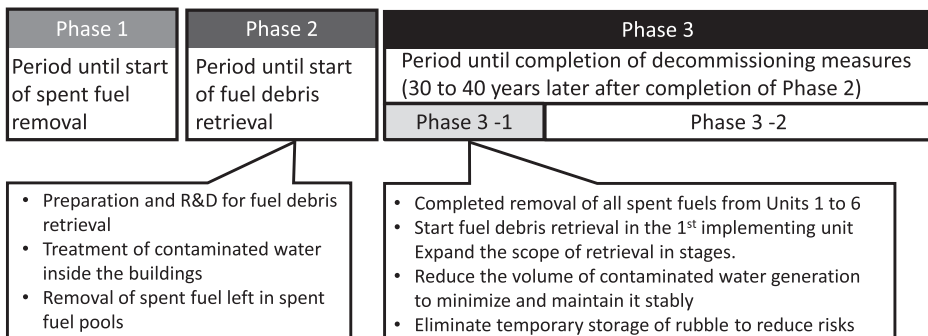 Phase 1
Period until start
of spent fuel
removal
Phase 2
Period until start
of fuel debris
retrieval
Phase 3
Period until completion of decommissioning measures
(30 to 40 years later after completion of Phase 2)
Phase 3 -1
Phase 3 -2
• Preparation and R&D for fuel debris
retrieval
• Treatment of contaminated water
inside the buildings
• Removal of spent fuel left in spent
fuel pools
• Completed removal of all spent fuels from Units 1 to 6
• Start fuel debris retrieval in the 1st implementing unit
Expand the scope of retrieval in stages.
• Reduce the volume of contaminated water generation
to minimize and maintain it stably
• Eliminate temporary storage of rubble to reduce risks